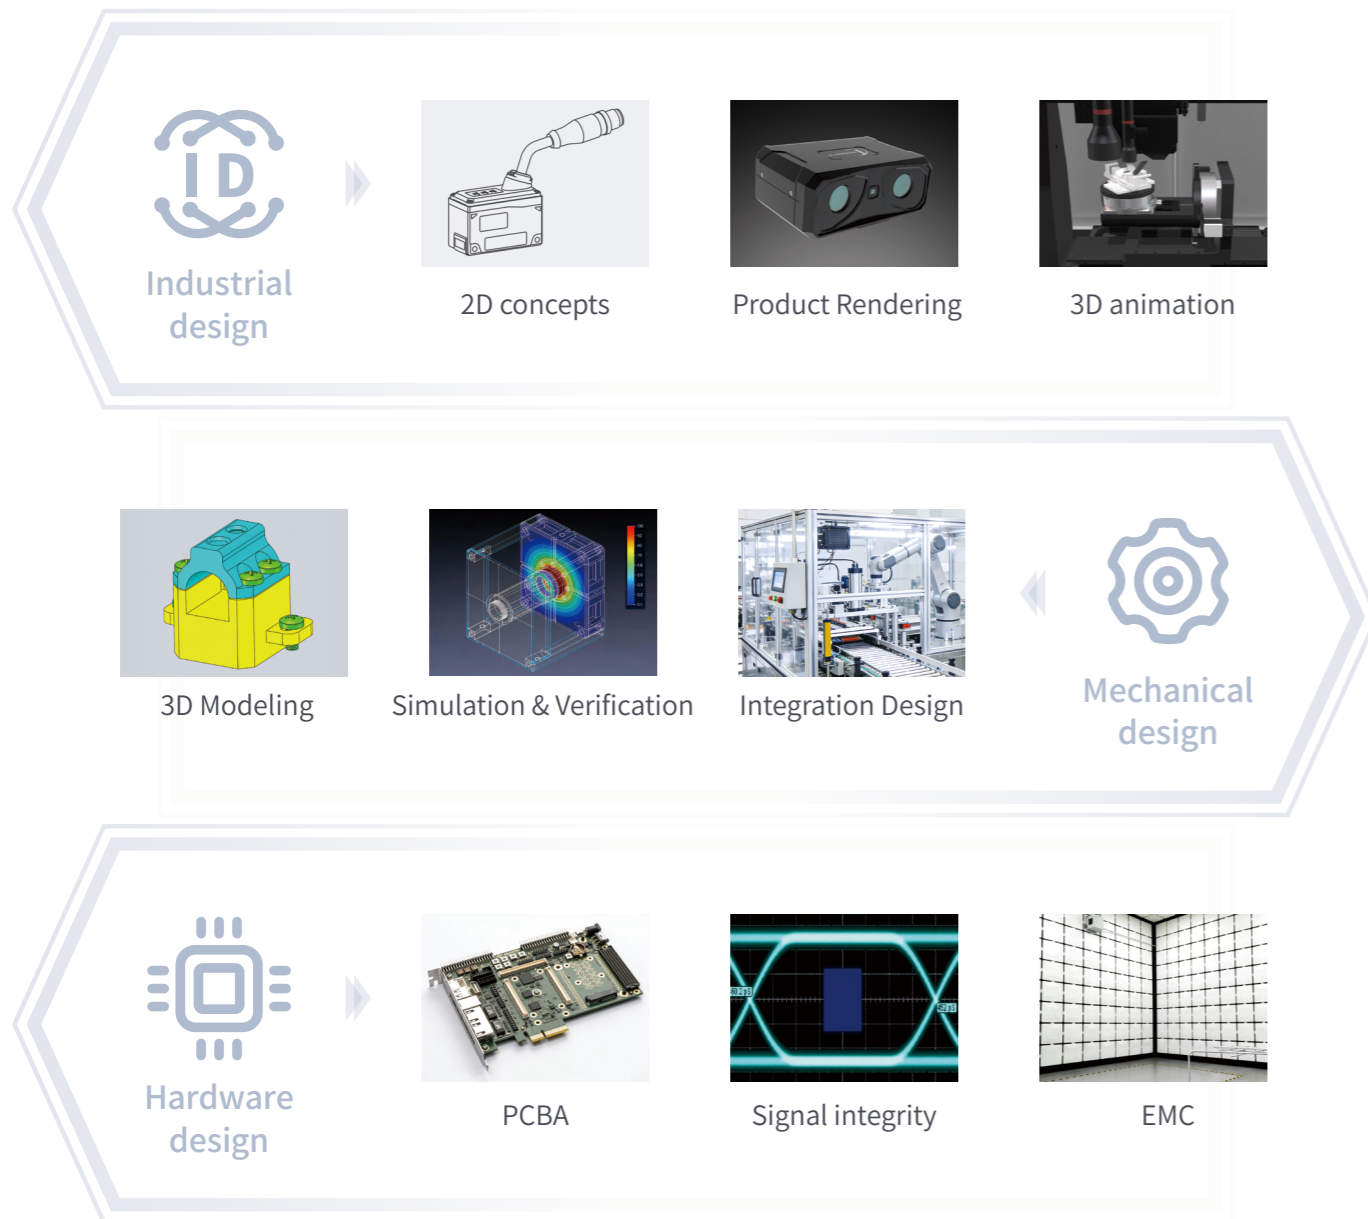 ID
Industrial
design
2D concepts
Product Rendering
3D animation
3D Modeling
Simulation & Verification
Integration Design
Mechanical
design
Hardware
design
PCBA
Signal integrity
EMC